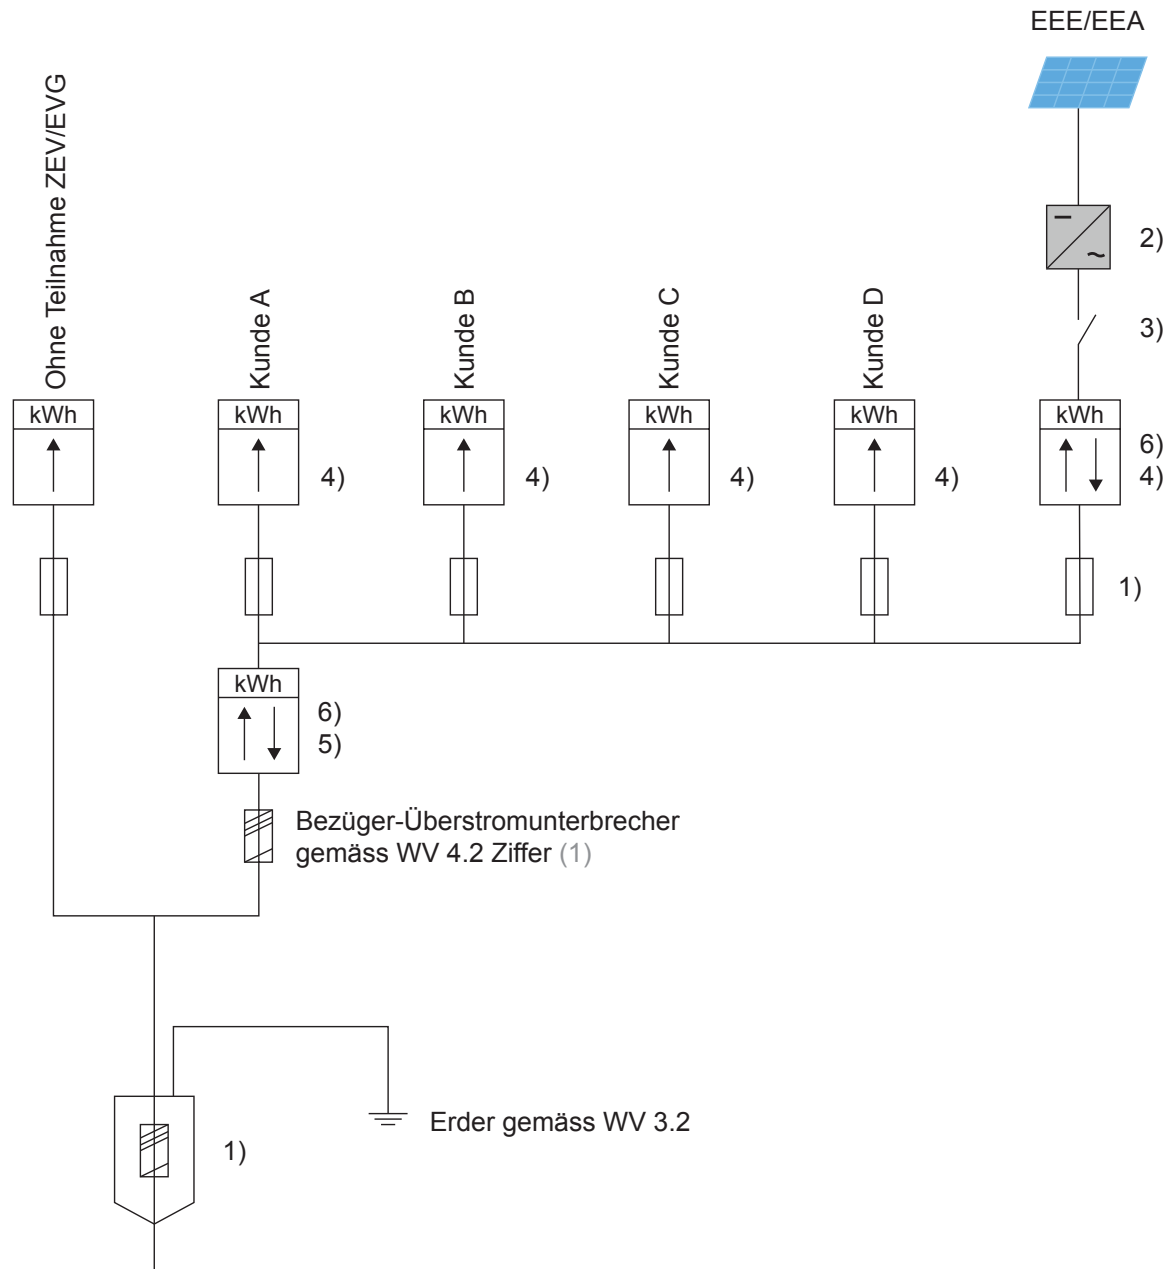 EEE/EEA
2)
3)
Ohne Teilnahme ZEV/EVG
Kunde A
Kunde B
Kunde C
Kunde D
kWh
kWh
kWh
kWh
kWh
kWh
4)
4)
4)
4)
6)
4)
1)
kWh
6)
5)
Bezüger-Überstromunterbrecher
gemäss WV 4.2 Ziffer (1)
Erder gemäss WV 3.2
1)